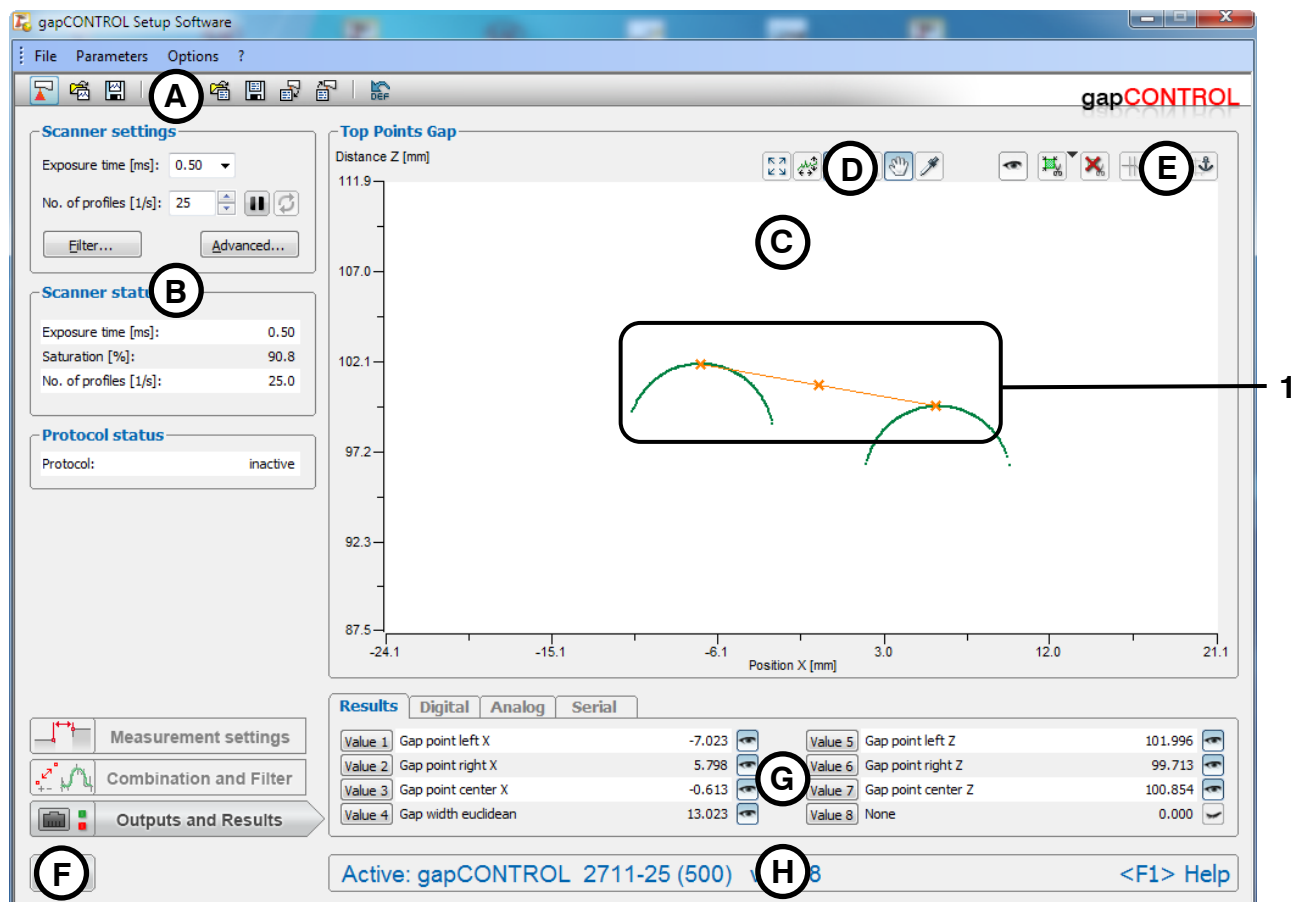 gapCONTROL Setup Software
File Parameters Options ?
A
DEF
gapCONTROL
Scanner settings
Exposure time [ms]: 0.50
No. of profiles [1/s]: 25
Filter... Advanced...
B
Scanner
Exposure time [ms]: 0.50
Saturation [%]: 90.8
No. of profiles [1/s]: 25.0
Protocol status
Protocol: inactive
Top Points Gap
Distance Z [mm]
D
E
C
111.9
107.0
102.1
97.2
92.3
87.5
1
-24.1 -15.1 -6.1 3.0 12.0 21.1
Position X [mm]
Measurement settings
Combination and Filter
Outputs and Results
Results Digital Analog Serial
Value 1 Gap point left X -7.023
Value 2 Gap point right X 5.798
Value 3 Gap point center X -0.613
Value 4 Gap width euclidean 13.023
G
Value 5 Gap point left Z 101.996
Value 6 Gap point right Z 99.713
Value 7 Gap point center Z 100.854
Value 8 None 0.000
F
Active: gapCONTROL 2711-25 (500)
H
8
<F1> Help